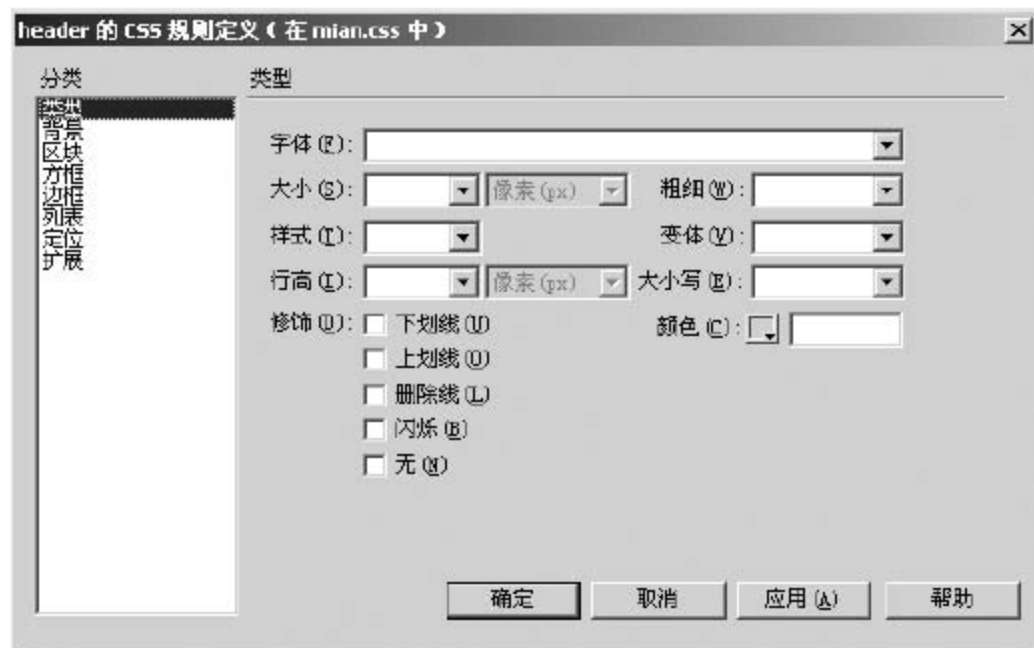 header 的 CSS 规则定义(在 mian.css 中)
分类
类型
背景
区块
方框
边框
列表
定位
扩展
类型
字体(F):
大小(S): 像素(px) 粗细(W):
样式(T): 变体(V):
行高(I): 像素(px) 大小写(E):
修饰(D): 下划线(U) 颜色(C):
上划线(O)
删除线(L)
闪烁(B)
无(N)
确定 取消 应用(A) 帮助